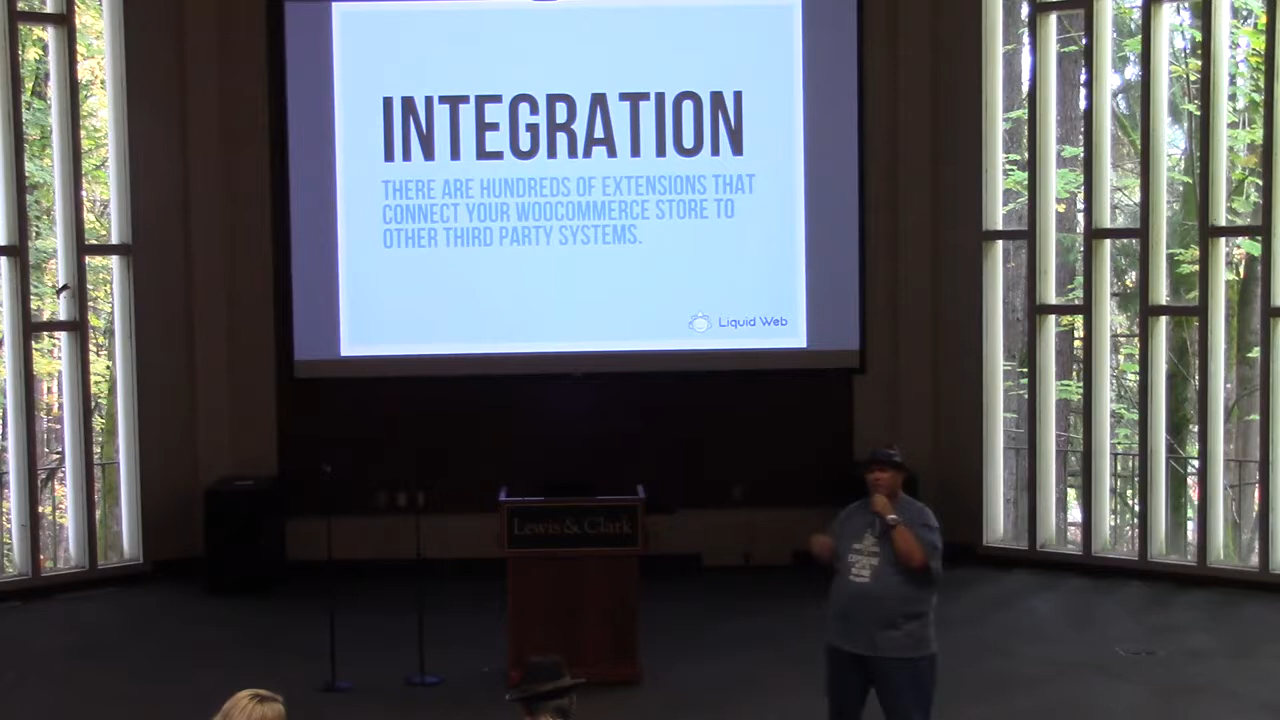 INTEGRATION
THERE ARE HUNDREDS OF EXTENSIONS THAT
CONNECT YOUR WOOCOMMERCE STORE TO
OTHER THIRD PARTY SYSTEMS.
Liquid Web
Lewis & Clark